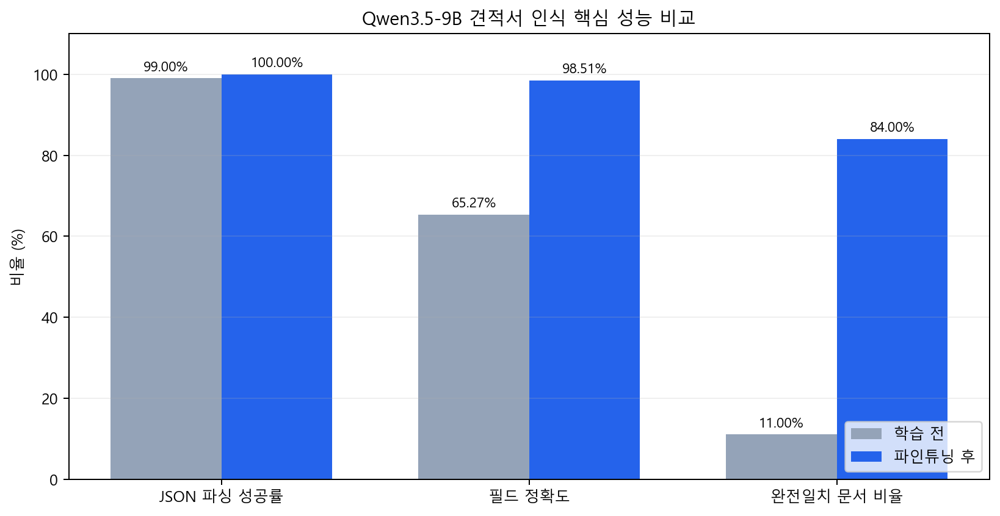 Qwen3.5-9B 견적서 인식 핵심 성능 비교
비율 (%)
100
80
60
40
20
0
99.00%
100.00%
65.27%
98.51%
11.00%
84.00%
JSON 파싱 성공률
필드 정확도
완전일치 문서 비율
학습 전
파인튜닝 후